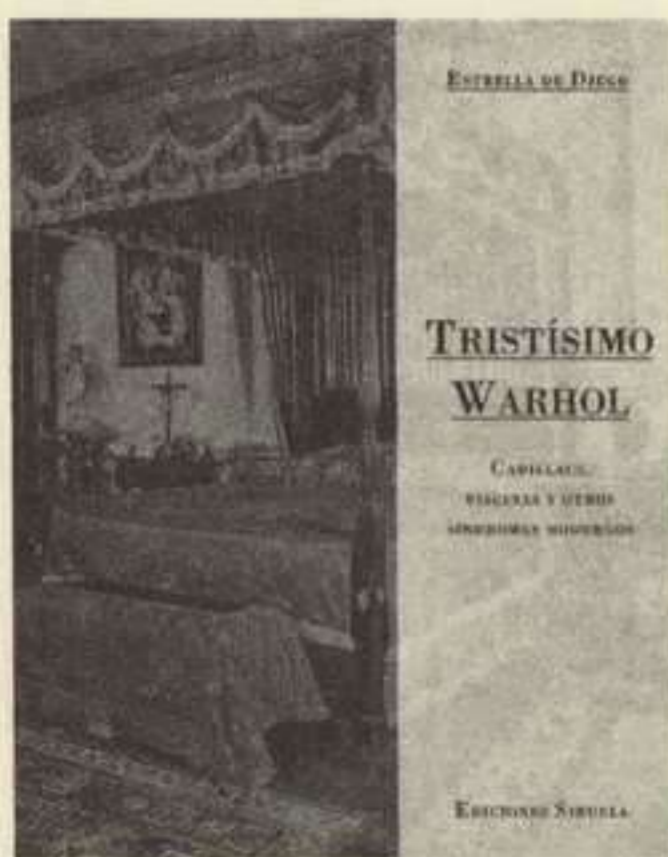 ESTRELLA DE DIEGO
TRISTÍSIMO
WARHOL
CADILLACS,
PISCINAS Y OTROS
SÍNDROMES MODERNOS
EDICIONES SIRUELA